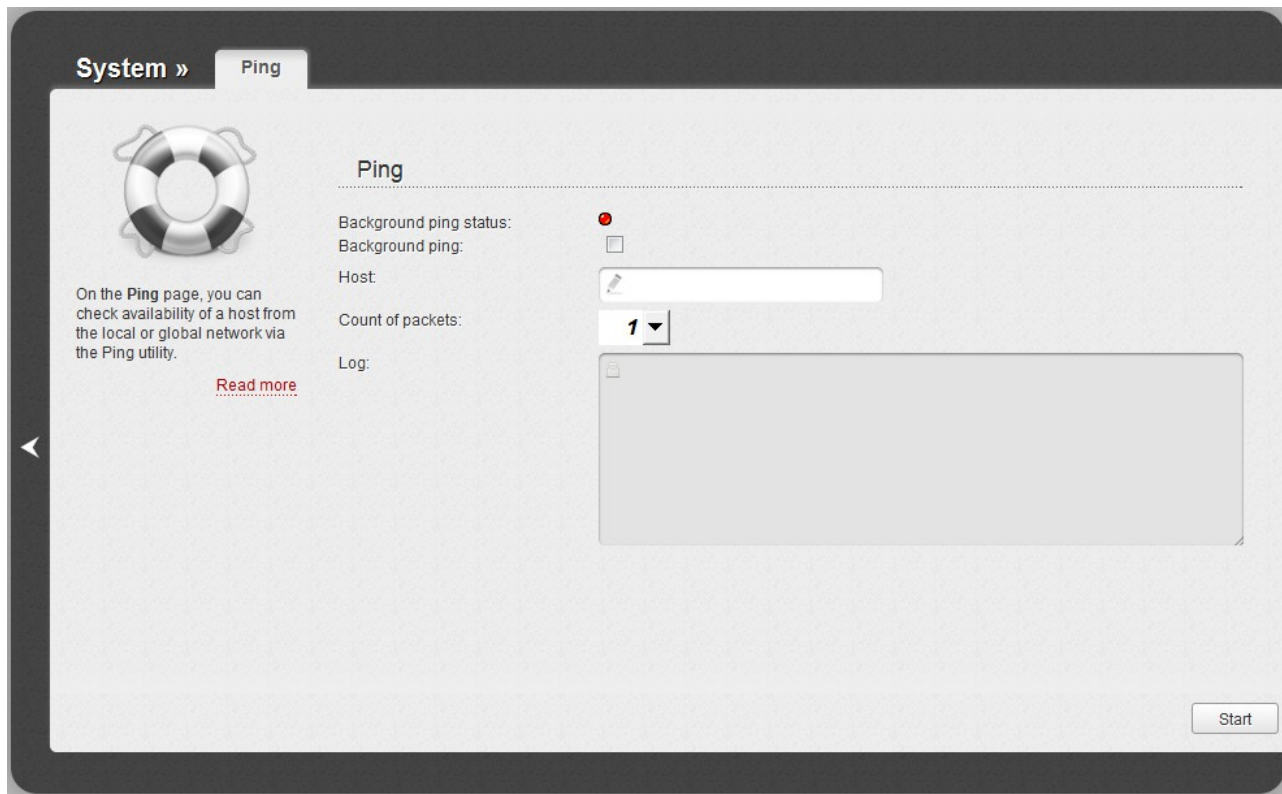 System »
Ping
On the Ping page, you can
check availability of a host from
the local or global network via
the Ping utility.
Read more
Ping
Background ping status:
Background ping:
Host:
Count of packets:
1
Log:
Start